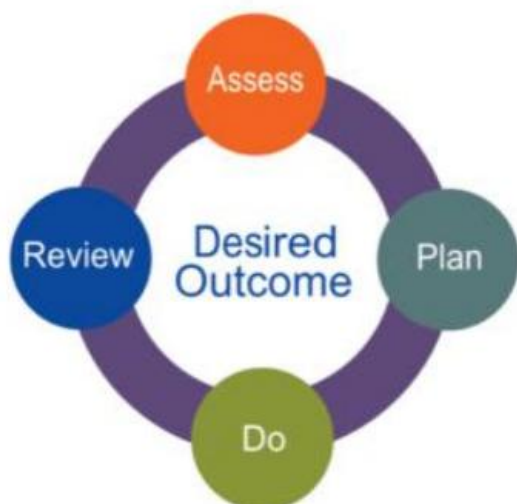 Assess
Review
Desired
Outcome
Plan
Do